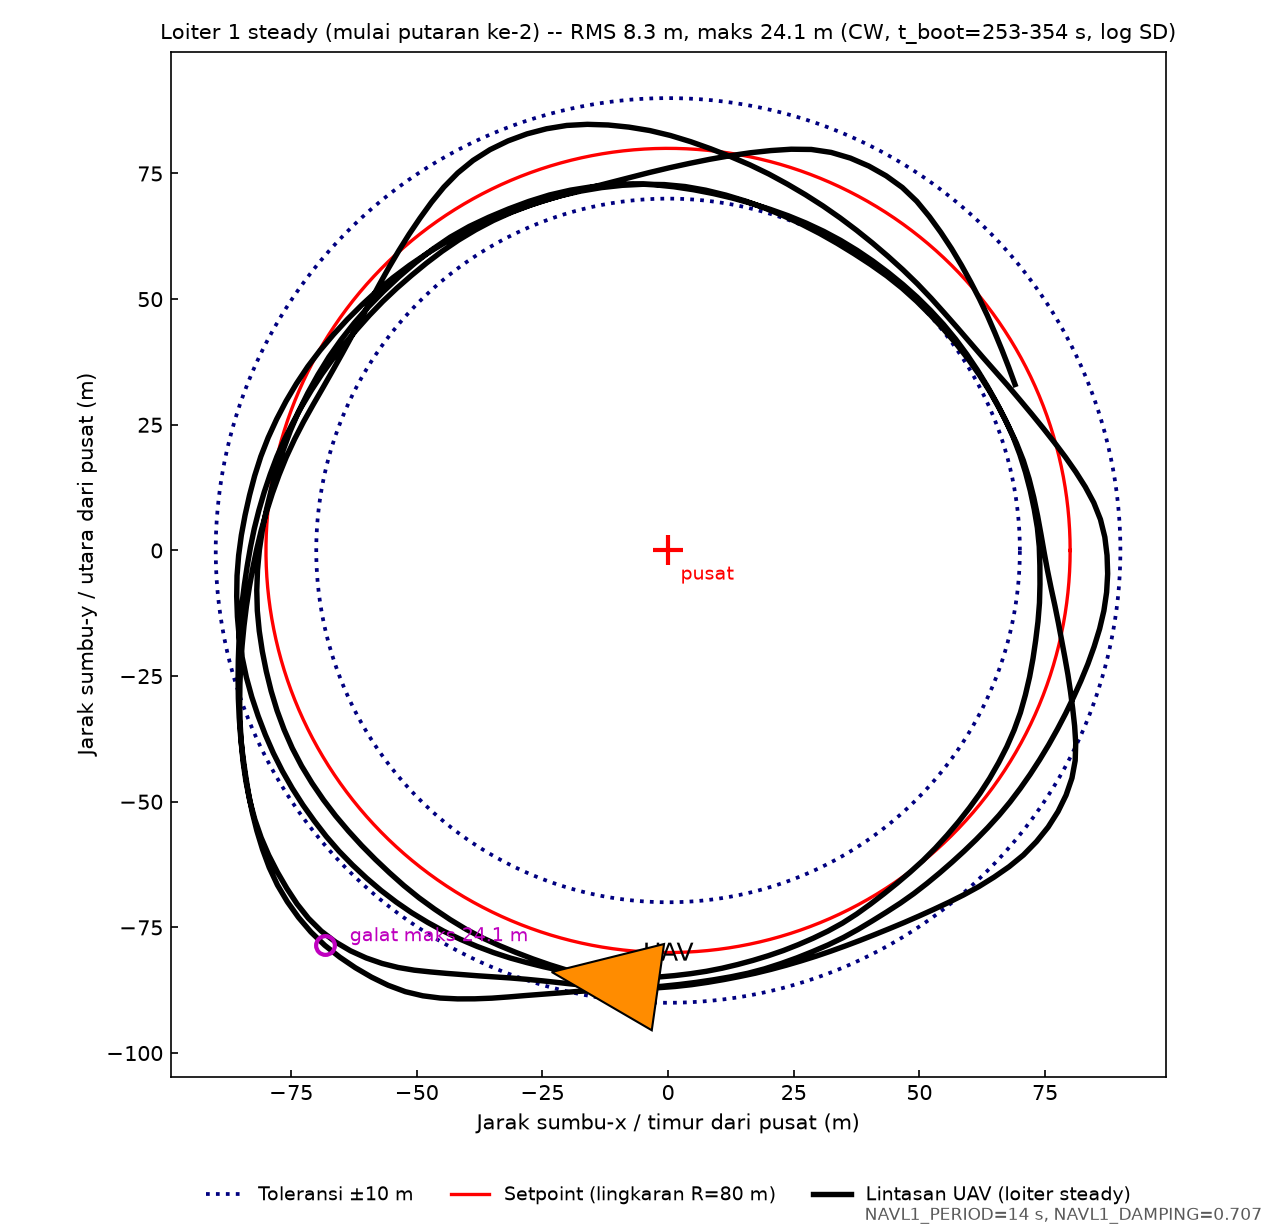 Loiter 1 steady (mulai putaran ke-2) -- RMS 8.3 m, maks 24.1 m (CW, t_boot=253-354 s, log SD)
Jarak sumbu-y / utara dari pusat (m)
75
50
25
0
−25
−50
−75
−100
pusat
galat maks 24.1 m
UAV
−75
−50
−25
0
25
50
75
Jarak sumbu-x / timur dari pusat (m)
Toleransi ±10 m
Setpoint (lingkaran R=80 m)
Lintasan UAV (loiter steady)
NAVL1_PERIOD=14 s, NAVL1_DAMPING=0.707